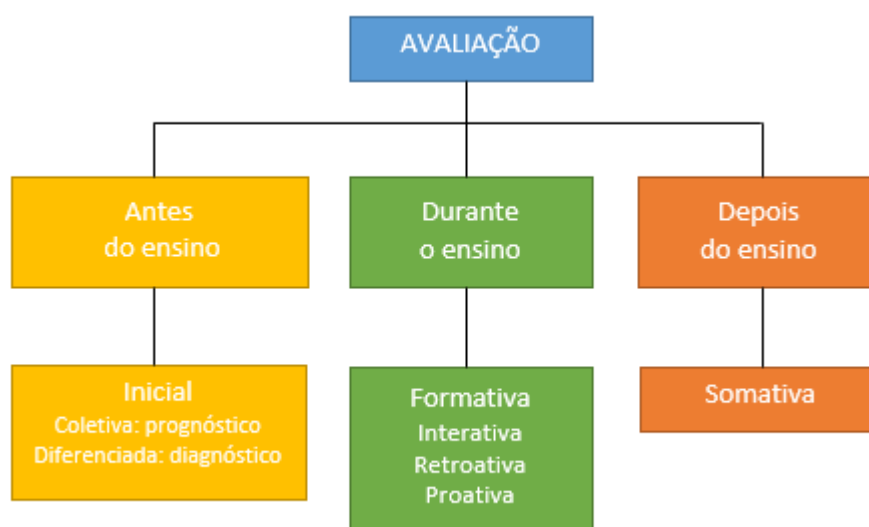 AVALIAÇÃO
Antes
do ensino
Durante
o ensino
Depois
do ensino
Inicial
Coletiva: prognóstico
Diferenciada: diagnóstico
Formativa
Interativa
Retroativa
Proativa
Somativa